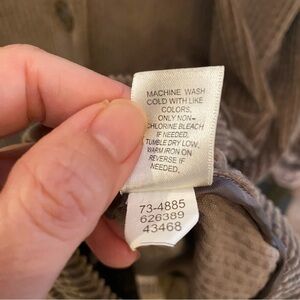 MACHINE WASH
COLD WITH LIKE
COLORS,
ONLY NON-
CHLORINE BLEACH
IF NEEDED,
TUMBLE DRY LOW,
WARM IRON ON
REVERSE IF
NEEDED.
73-4885
626389
43468